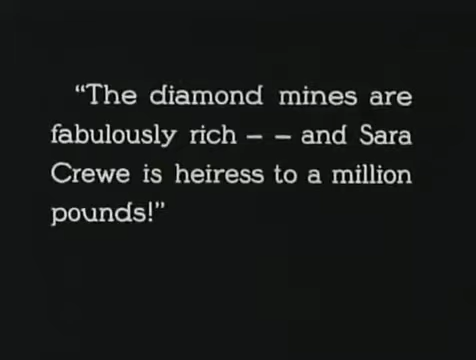 “The diamond mines are
fabulously rich – – and Sara
Crewe is heiress to a million
pounds!”